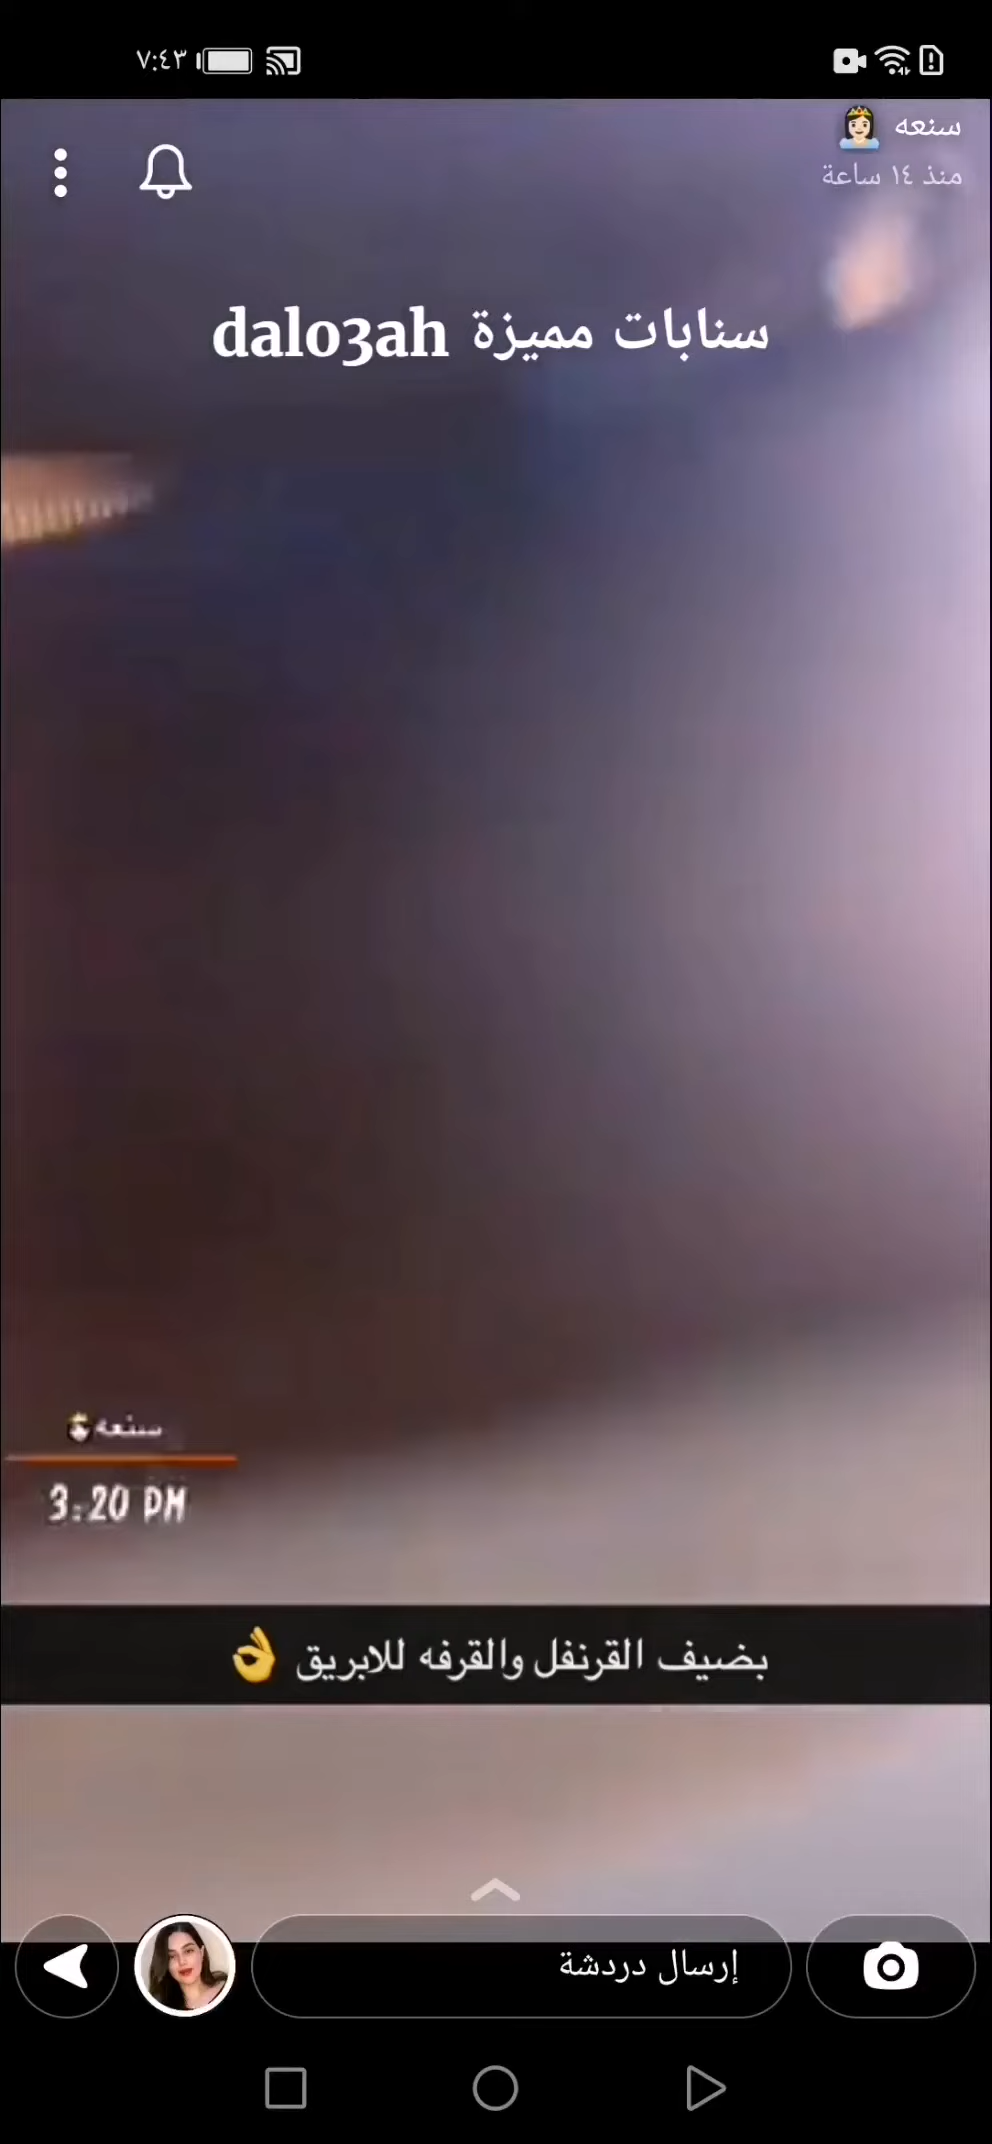 ٧:٤٣
سنعه 👸🏻
منذ ١٤ ساعة
سنابات مميزة dalo3ah
سنعه
3:20 PM
بضيف القرنفل والقرفه للابريق 👌
إرسال دردشة